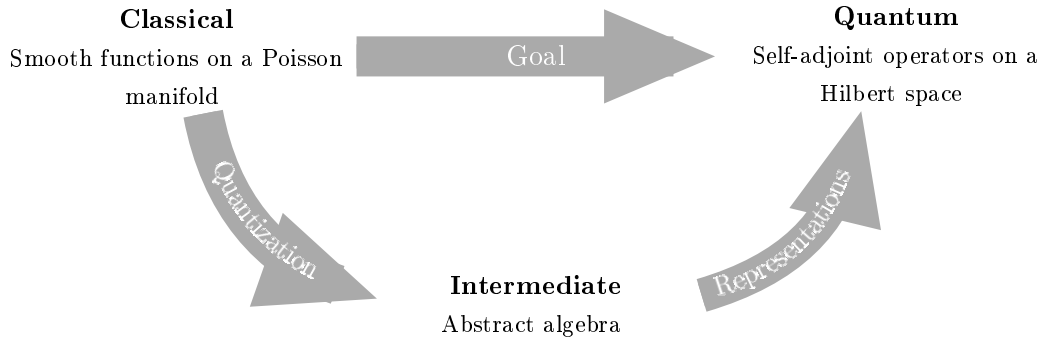 Classical
Smooth functions on a Poisson
manifold
Goal
Quantum
Self-adjoint operators on a
Hilbert space
Quantization
Representations
Intermediate
Abstract algebra